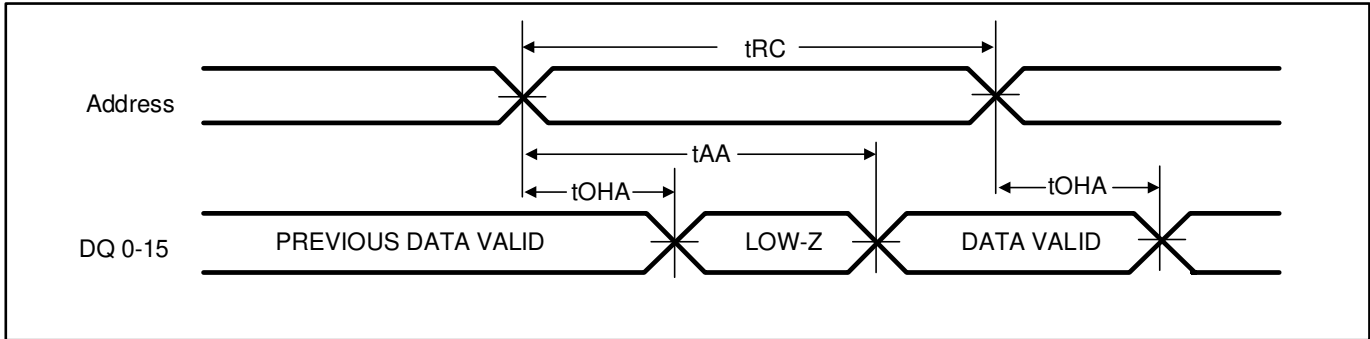 tRC
Address
tAA
tOHA
tOHA
DQ 0-15
PREVIOUS DATA VALID
LOW-Z
DATA VALID